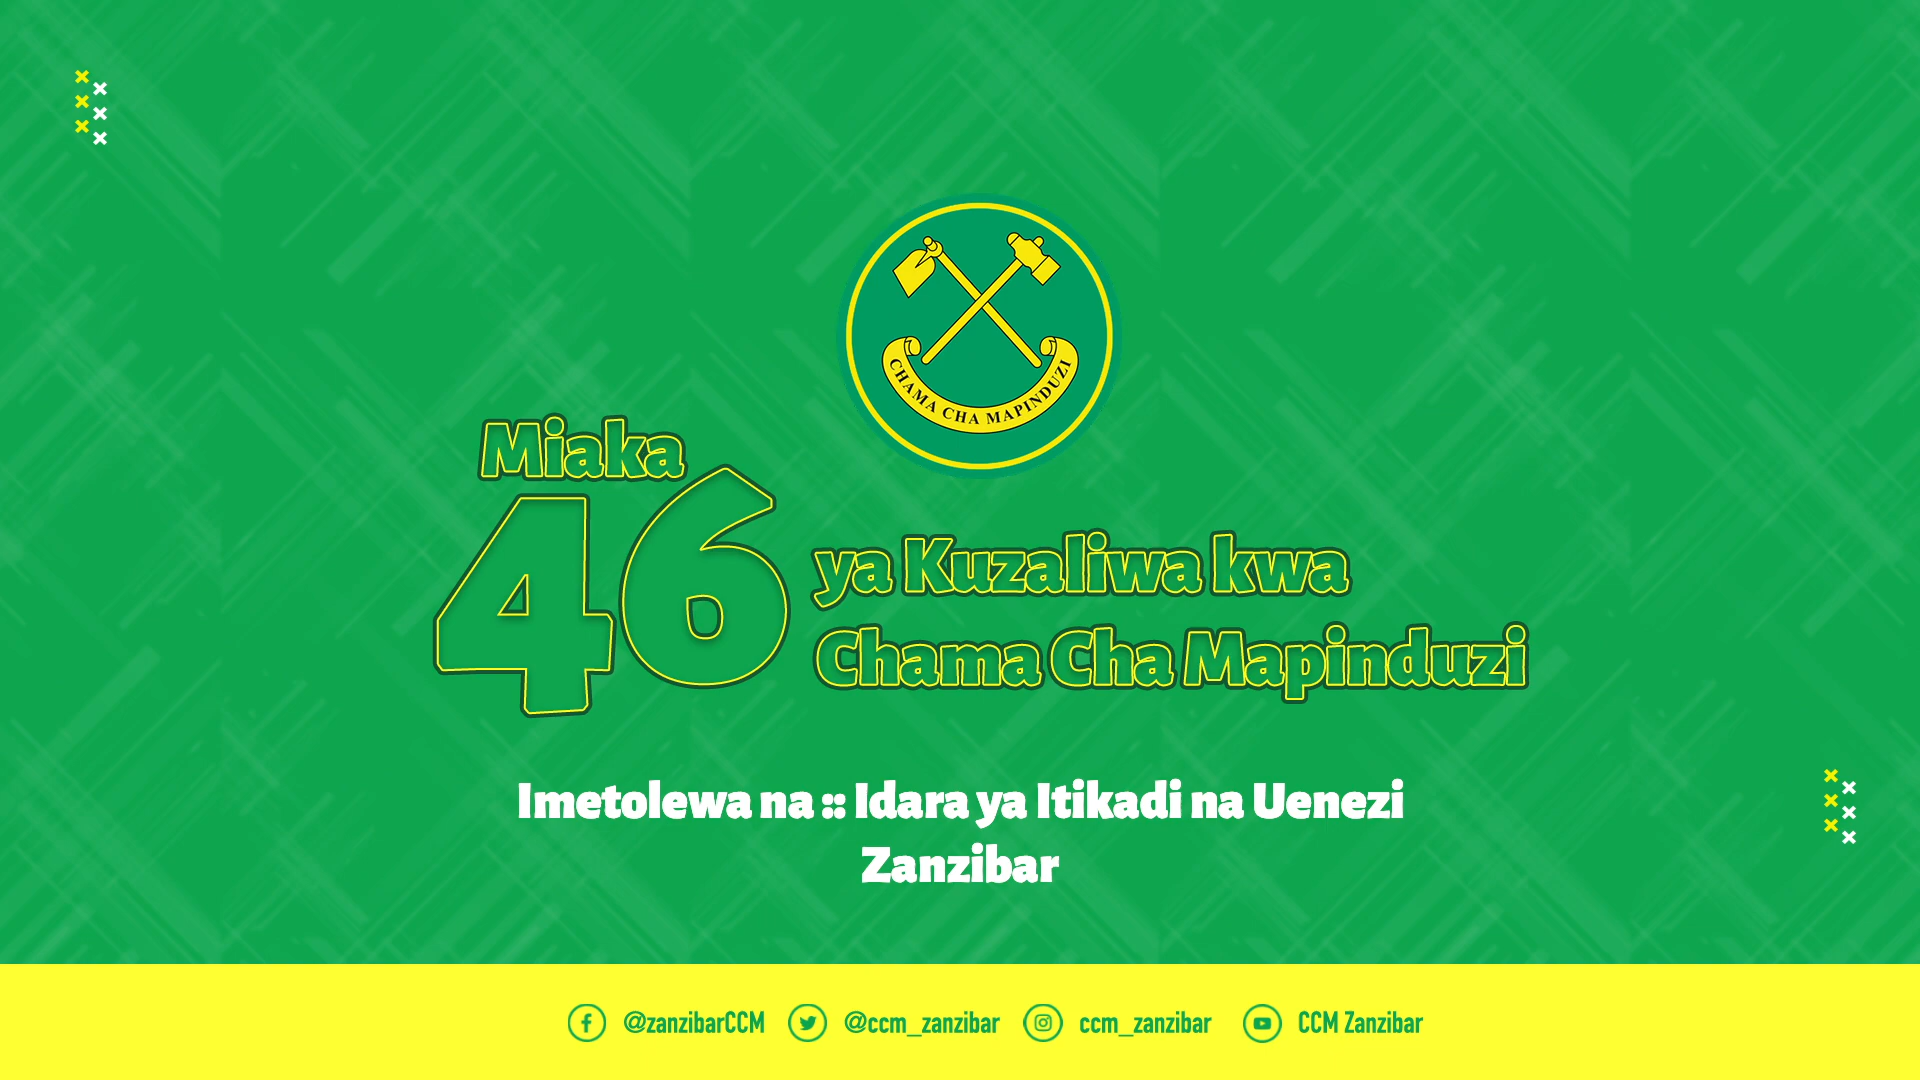 CHAMA CHA MAPINDUZI
Miaka
46
ya Kuzaliwa kwa
Chama Cha Mapinduzi
Imetolewa na :: Idara ya Itikadi na Uenezi
Zanzibar
@zanzibarCCM @ccm_zanzibar ccm_zanzibar CCM Zanzibar